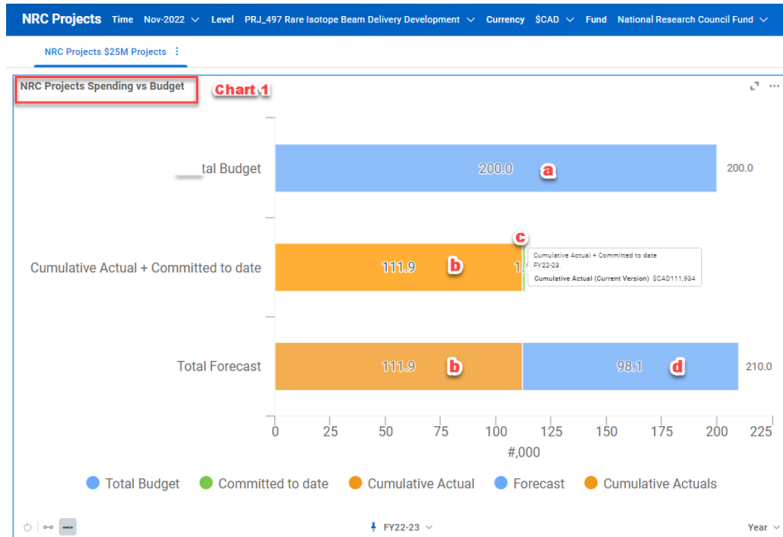 NRC Projects Time Nov-2022 Level PRJ_497 Rare Isotope Beam Delivery Development Currency $CAD Fund National Research Council Fund
NRC Projects $25M Projects
NRC Projects Spending vs Budget Chart 1
tal Budget 200.0 a 200.0
c
Cumulative Actual + Committed to date 111.9 b
Cumulative Actual + Committed to date
FY22-23
Cumulative Actual (Current Version) $CAD111,934
Total Forecast 111.9 b 98.1 d 210.0
0 25 50 75 100 125 150 175 200 225
#,000
Total Budget Committed to date Cumulative Actual Forecast Cumulative Actuals
FY22-23 Year